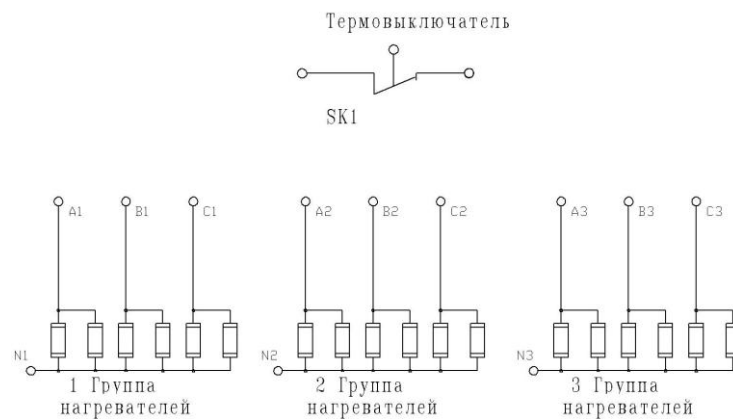 Термовыключатель
SK1
A1 B1 C1 A2 B2 C2 A3 B3 C3
N1 N2 N3
1 Группа нагревателей
2 Группа нагревателей
3 Группа нагревателей